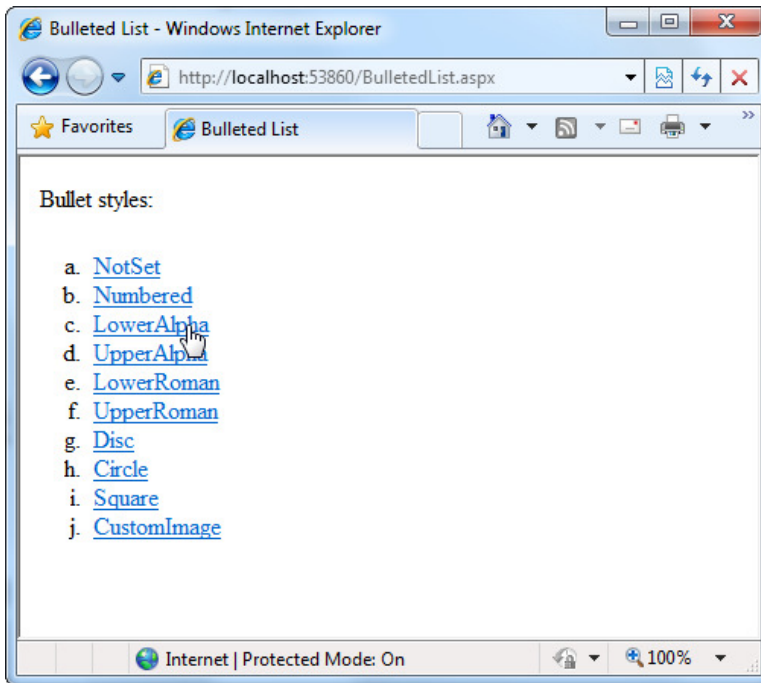 Bulleted List - Windows Internet Explorer
http://localhost:53860/BulletedList.aspx
Favorites
Bulleted List
Bullet styles:
a. NotSet
b. Numbered
c. LowerAlpha
d. UpperAlpha
e. LowerRoman
f. UpperRoman
g. Disc
h. Circle
i. Square
j. CustomImage
Internet | Protected Mode: On
100%